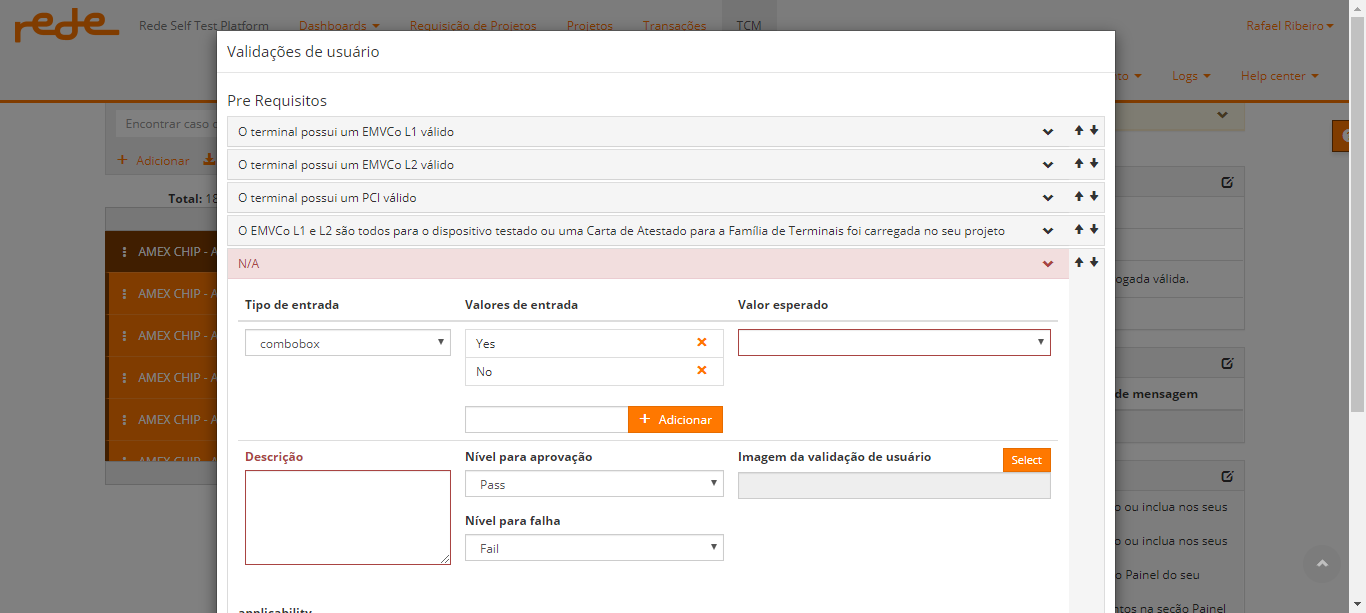 rede
Rede Self Test Platform
Dashboards
Requisição de Projetos
Projetos
Transações
TCM
Rafael Ribeiro
Logs
Help center
Validações de usuário
Pre Requisitos
O terminal possui um EMVCo L1 válido
O terminal possui um EMVCo L2 válido
O terminal possui um PCI válido
O EMVCo L1 e L2 são todos para o dispositivo testado ou uma Carta de Atestado para a Família de Terminais foi carregada no seu projeto
N/A
Tipo de entrada
Valores de entrada
Valor esperado
combobox
Yes
No
+ Adicionar
Descrição
Nível para aprovação
Imagem da validação de usuário
Select
Pass
Nível para falha
Fail
applicability
Encontrar caso
+ Adicionar
Total: 18
AMEX CHIP - A
AMEX CHIP - A
AMEX CHIP - A
AMEX CHIP - A
AMEX CHIP - A
AMEX CHIP - A
ogada válida.
de mensagem
o ou inclua nos seus
o ou inclua nos seus
o Painel do seu
ntos na seção Painel